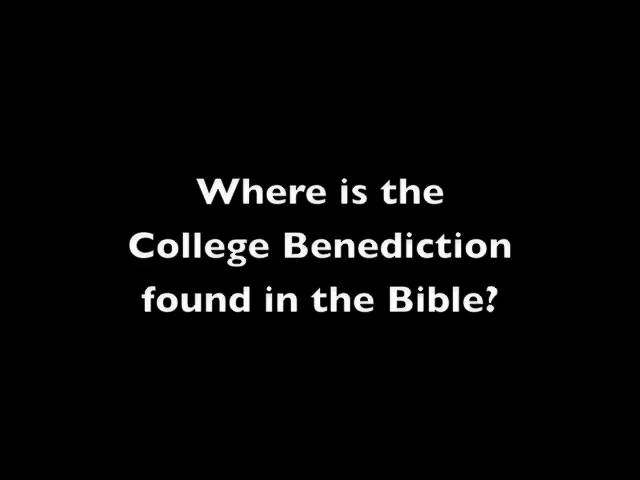 Where is the
College Benediction
found in the Bible?